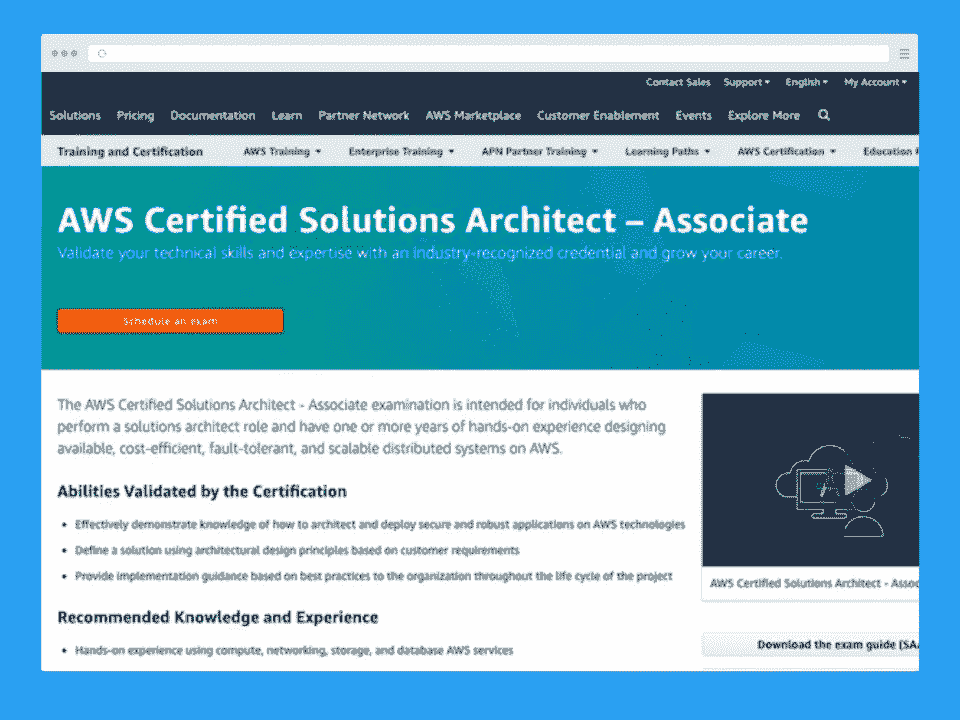 Contact Sales Support English My Account
Solutions Pricing Documentation Learn Partner Network AWS Marketplace Customer Enablement Events Explore More
Training and Certification AWS Training Enterprise Training APN Partner Training Learning Paths AWS Certification Education
AWS Certified Solutions Architect – Associate
Validate your technical skills and expertise with an industry-recognized credential and grow your career.
Schedule an exam
The AWS Certified Solutions Architect - Associate examination is intended for individuals who
perform a solutions architect role and have one or more years of hands-on experience designing
available, cost-efficient, fault-tolerant, and scalable distributed systems on AWS.
Abilities Validated by the Certification
• Effectively demonstrate knowledge of how to architect and deploy secure and robust applications on AWS technologies
• Define a solution using architectural design principles based on customer requirements
• Provide implementation guidance based on best practices to the organization throughout the life cycle of the project
Recommended Knowledge and Experience
• Hands-on experience using compute, networking, storage, and database AWS services
AWS Certified Solutions Architect - Assoc
Download the exam guide (SAA